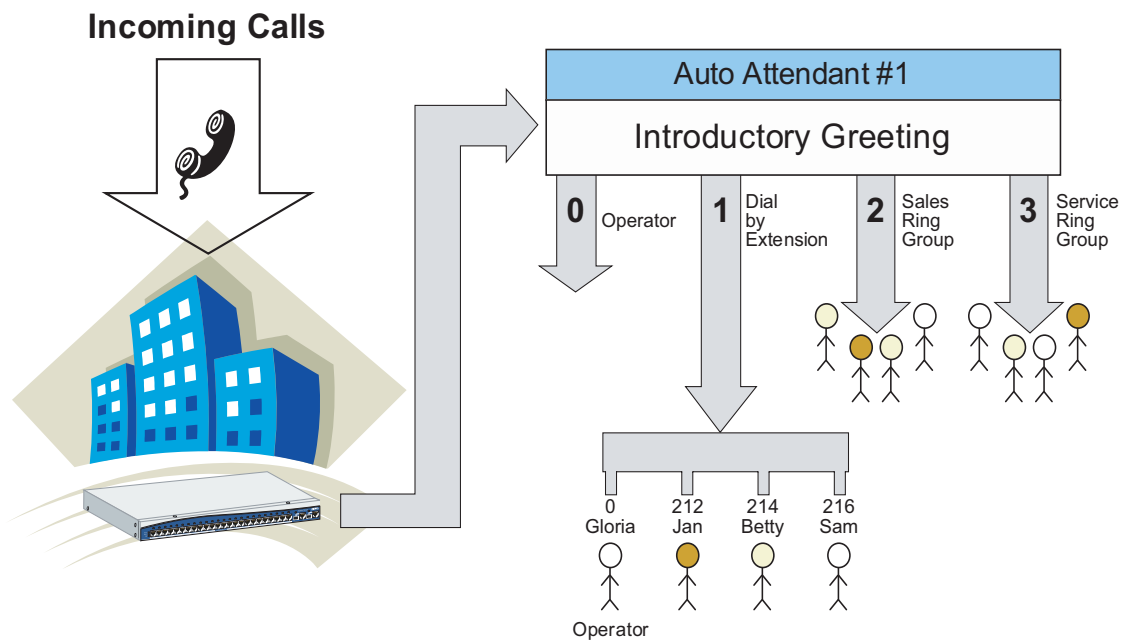 Incoming Calls
Auto Attendant #1
Introductory Greeting
0
Operator
1
Dial
by
Extension
2
Sales
Ring
Group
3
Service
Ring
Group
0
Gloria
212
Jan
214
Betty
216
Sam
Operator